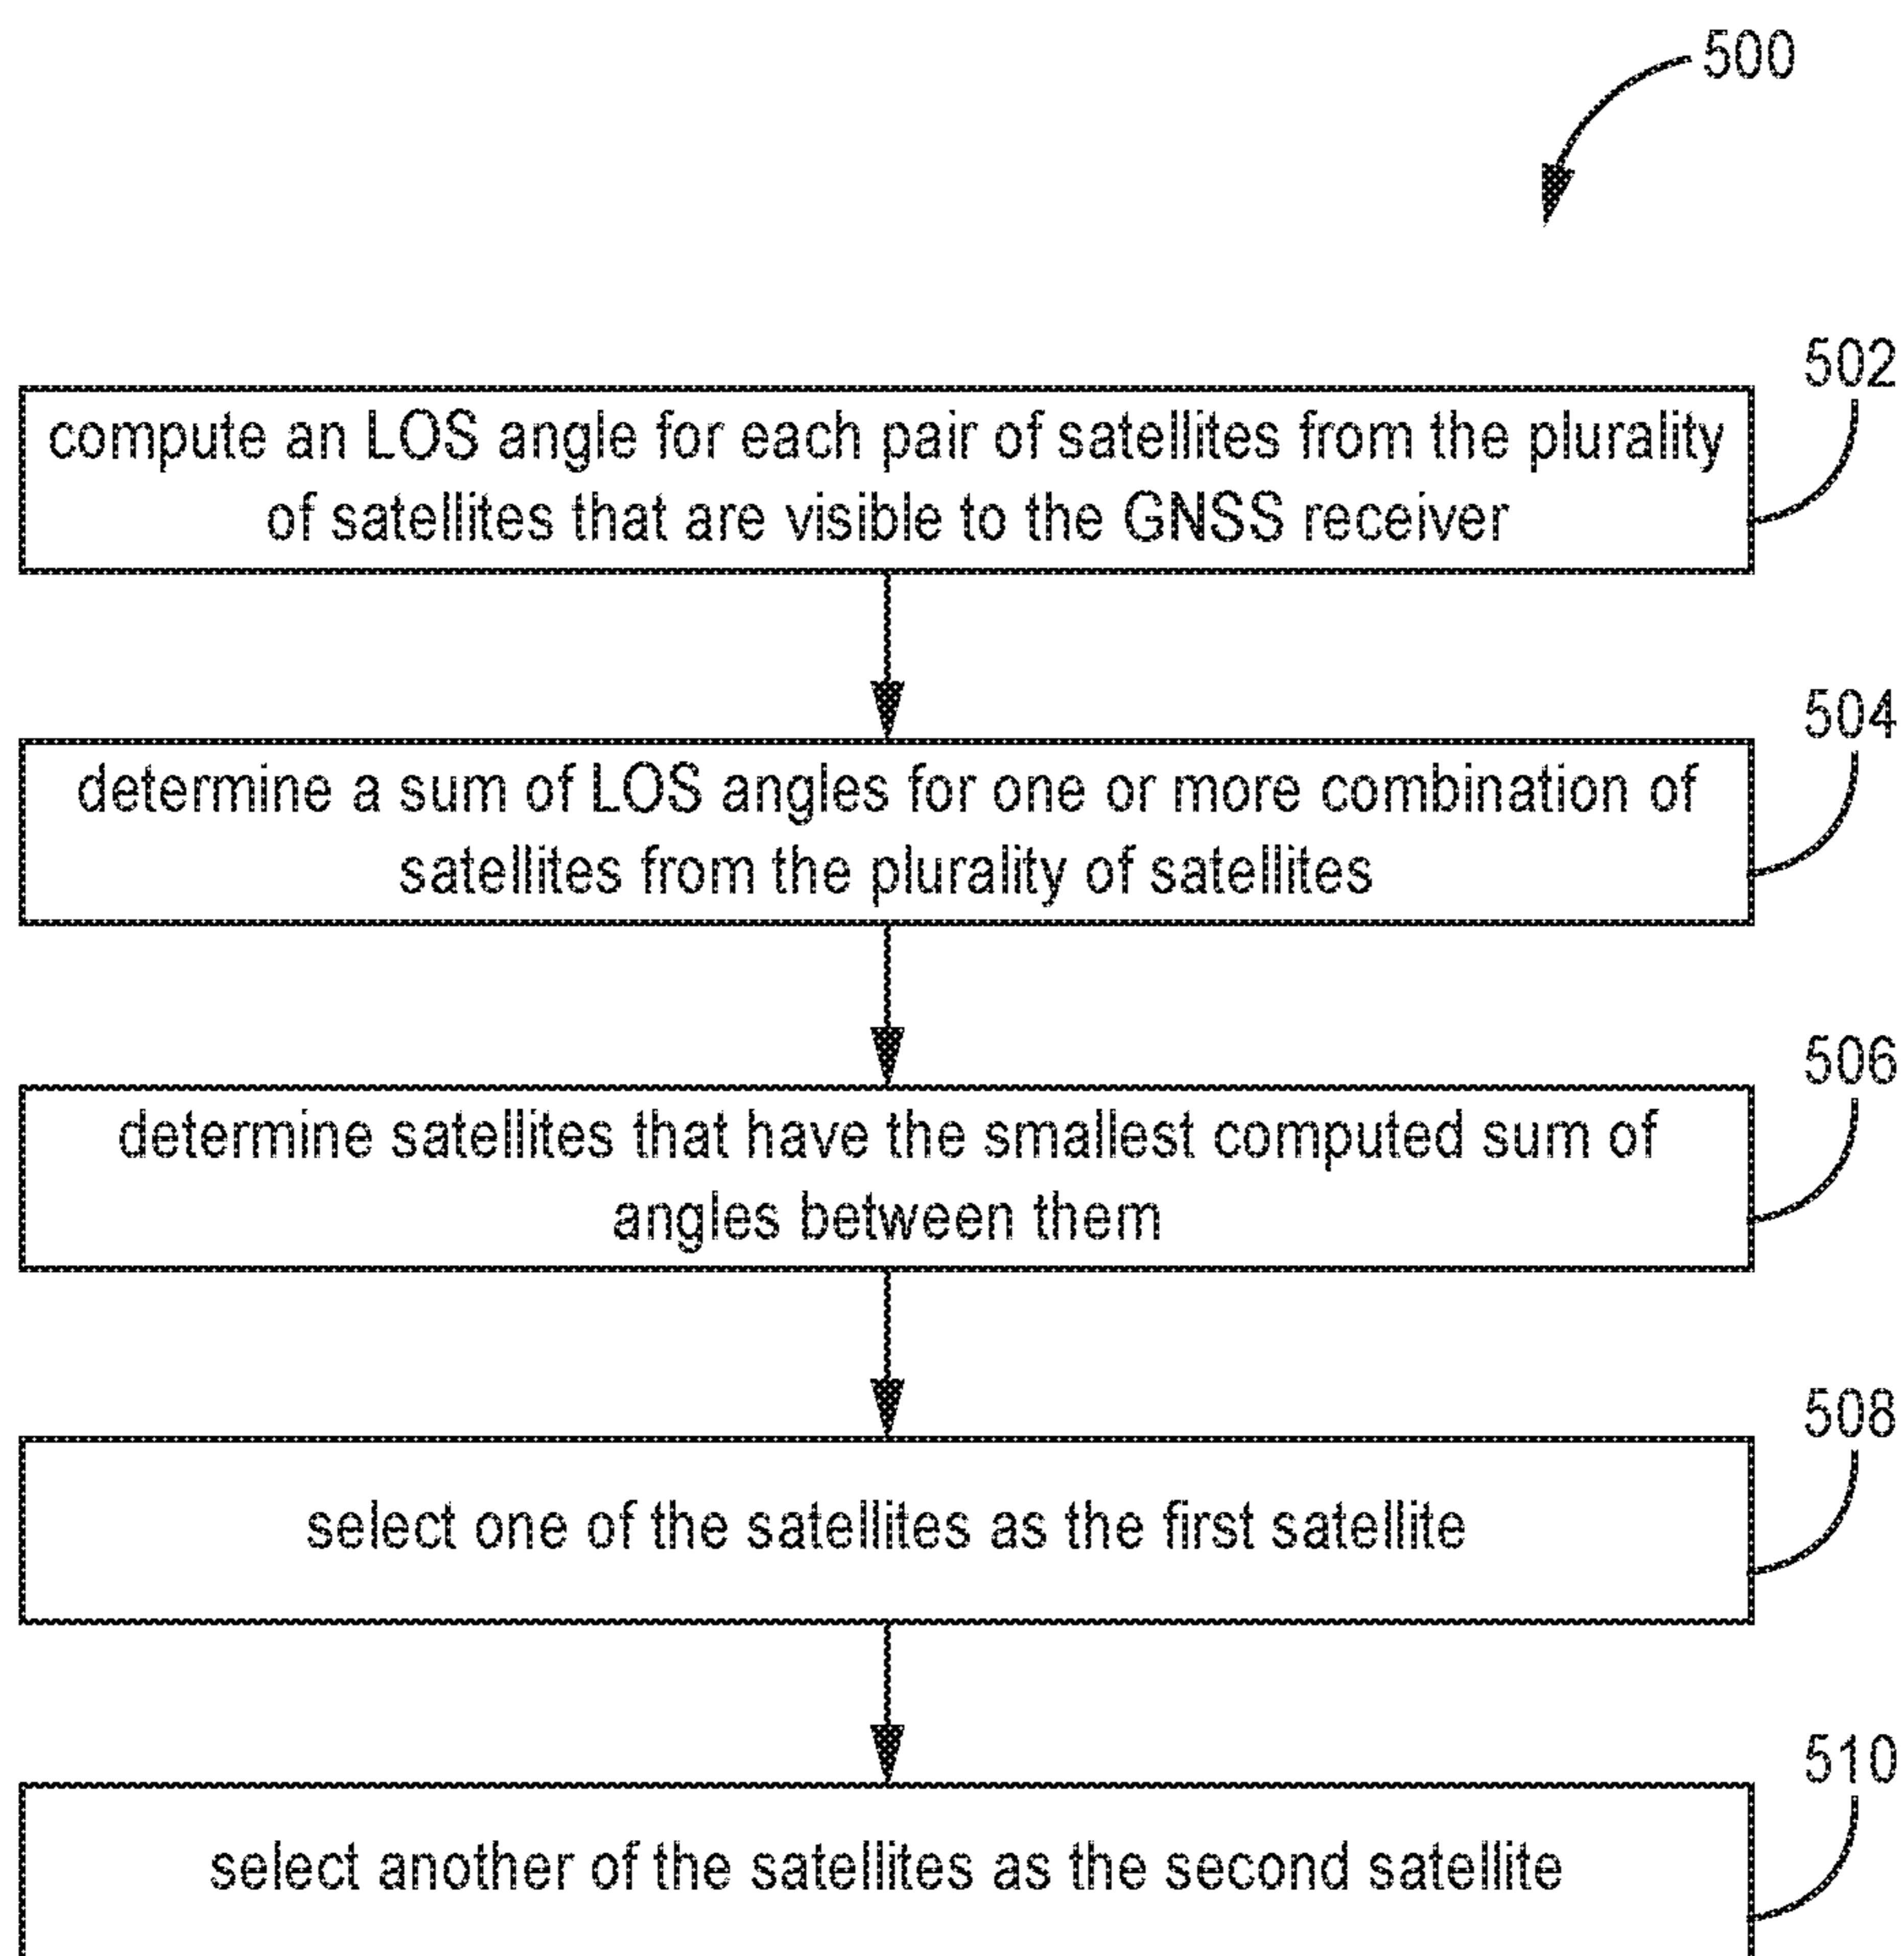 500
502
compute an LOS angle for each pair of satellites from the plurality
of satellites that are visible to the GNSS receiver
504
determine a sum of LOS angles for one or more combination of
satellites from the plurality of satellites
506
determine satellites that have the smallest computed sum of
angles between them
508
select one of the satellites as the first satellite
510
select another of the satellites as the second satellite